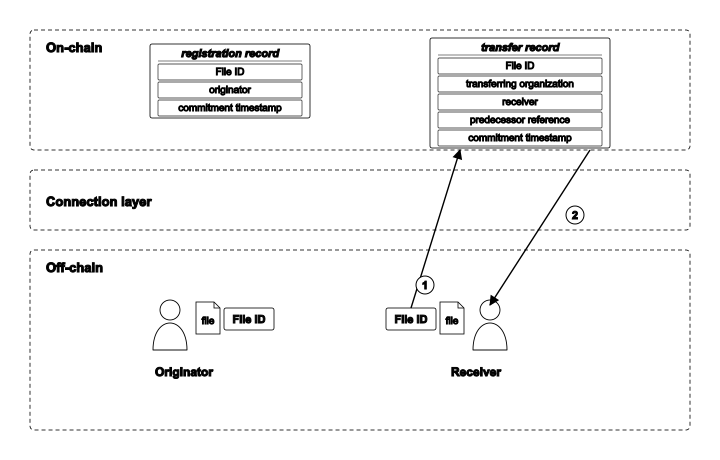 On-chain
registration record
File ID
originator
commitment timestamp
transfer record
File ID
transferring organization
receiver
predecessor reference
commitment timestamp
Connection layer
2
Off-chain
1
file
File ID
Originator
File ID
file
Receiver